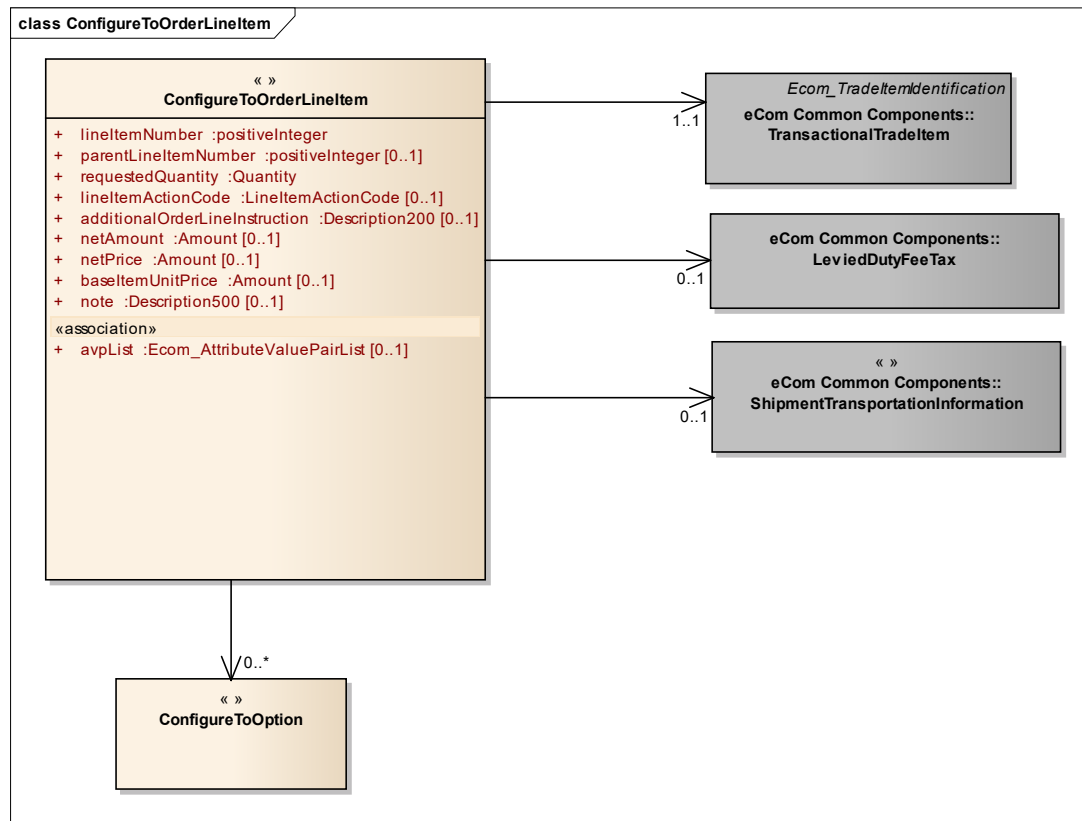 class ConfigureToOrderLineItem
« »
ConfigureToOrderLineItem
+ lineItemNumber :positiveInteger
+ parentLineItemNumber :positiveInteger [0..1]
+ requestedQuantity :Quantity
+ lineItemActionCode :LineItemActionCode [0..1]
+ additionalOrderLineInstruction :Description200 [0..1]
+ netAmount :Amount [0..1]
+ netPrice :Amount [0..1]
+ baseItemUnitPrice :Amount [0..1]
+ note :Description500 [0..1]
«association»
+ avpList :Ecom_AttributeValuePairList [0..1]
1..1
Ecom_TradeItemIdentification
eCom Common Components::
TransactionalTradeItem
0..1
eCom Common Components::
LeviedDutyFeeTax
0..1
« »
eCom Common Components::
ShipmentTransportationInformation
0..*
« »
ConfigureToOption